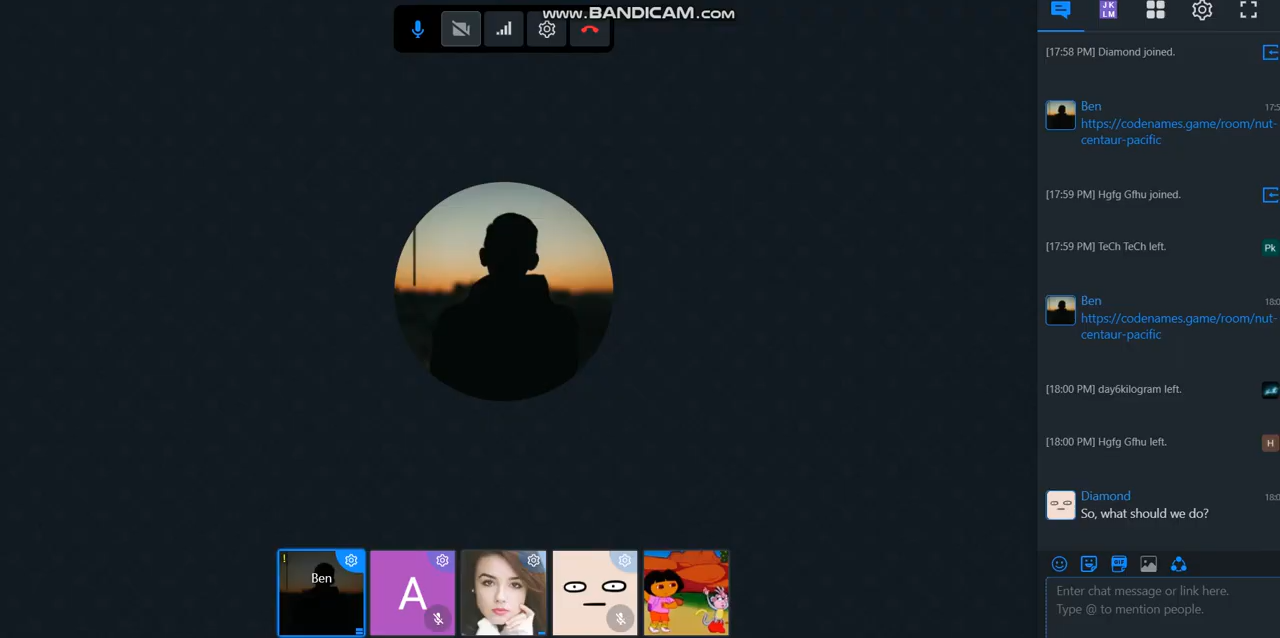 www.BANDICAM.com
JK
LM
[17:58 PM] Diamond joined.
Ben
https://codenames.game/room/nut-
centaur-pacific
[17:59 PM] Hgfg Gfhu joined.
[17:59 PM] TeCh TeCh left.
Pk
Ben
https://codenames.game/room/nut-
centaur-pacific
[18:00 PM] day6kilogram left.
[18:00 PM] Hgfg Gfhu left.
H
Diamond
So, what should we do?
GIF
Enter chat message or link here.
Type @ to mention people.
!
Ben
A